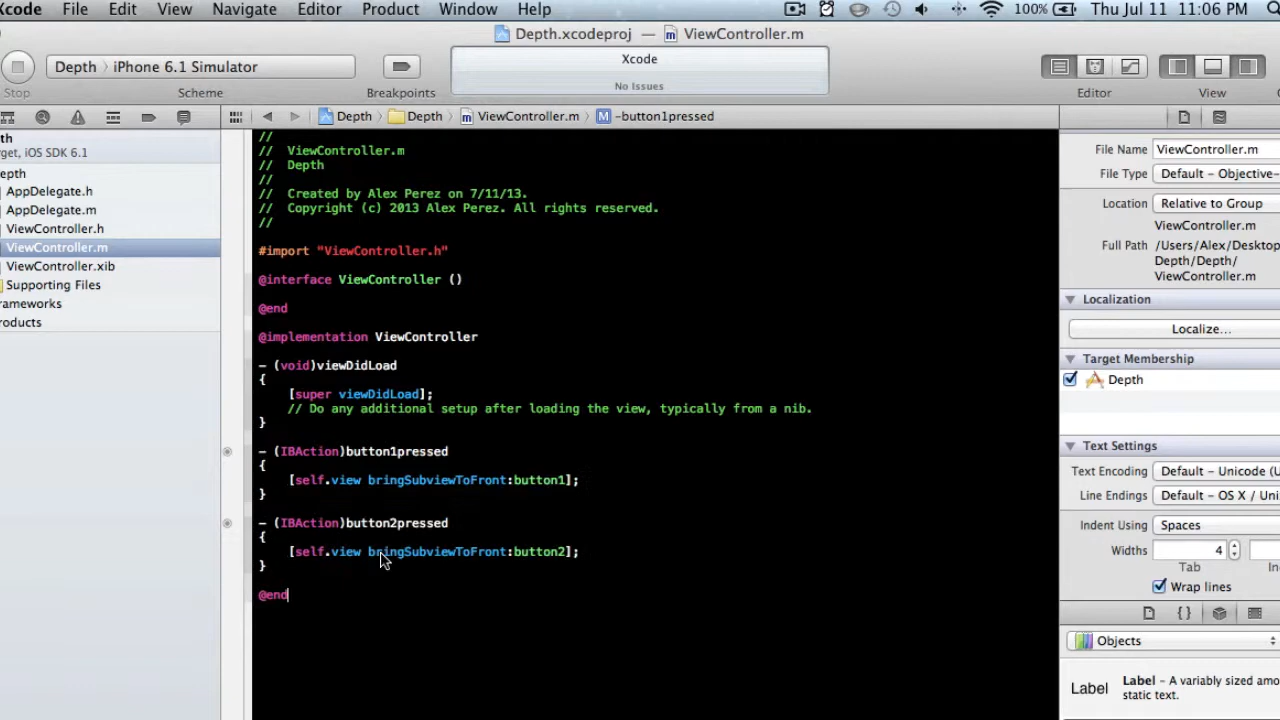 Xcode File Edit View Navigate Editor Product Window Help 100% Thu Jul 11 11:06 PM
Depth.xcodeproj — ViewController.m
Depth › iPhone 6.1 Simulator
Xcode
No Issues
Stop Scheme Breakpoints Editor View
Depth Depth ViewController.m M -button1pressed
pth
rget, iOS SDK 6.1
epth
AppDelegate.h
AppDelegate.m
ViewController.h
ViewController.m
ViewController.xib
Supporting Files
rameworks
roducts
//
// ViewController.m
// Depth
//
// Created by Alex Perez on 7/11/13.
// Copyright (c) 2013 Alex Perez. All rights reserved.
//
#import "ViewController.h"
@interface ViewController ()
@end
@implementation ViewController
- (void)viewDidLoad
{
[super viewDidLoad];
// Do any additional setup after loading the view, typically from a nib.
}
- (IBAction)button1pressed
{
[self.view bringSubviewToFront:button1];
}
- (IBAction)button2pressed
{
[self.view bringSubviewToFront:button2];
}
@end
File Name ViewController.m
File Type Default - Objective-
Location Relative to Group
ViewController.m
Full Path /Users/Alex/Desktop
Depth/Depth/
ViewController.m
Localization
Localize...
Target Membership
Depth
Text Settings
Text Encoding Default - Unicode (U
Line Endings Default - OS X / Uni
Indent Using Spaces
Widths 4
Tab In
Wrap lines
{ }
Objects
Label Label - A variably sized amo
static text.